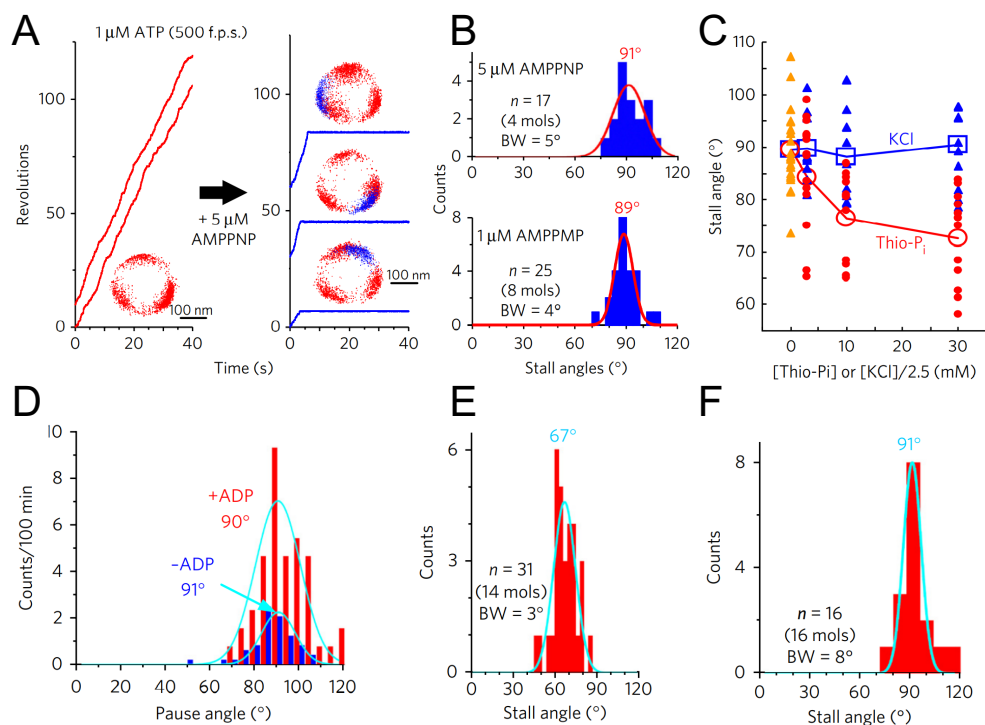 A
1 μM ATP (500 f.p.s.)
Revolutions
100
50
0
100 nm
0
20
40
+ 5 μM
AMPPNP
100
50
0
100 nm
0
20
40
Time (s)
B
Counts
91°
5 μM AMPPNP
n = 17
(4 mols)
BW = 5°
4
2
0
0
30
60
90
120
89°
1 μM AMPPMP
n = 25
(8 mols)
BW = 4°
8
4
0
0
30
60
90
120
Stall angles (°)
C
Stall angle (°)
110
100
90
80
70
60
KCl
Thio-Pi
0
10
20
30
[Thio-Pi] or [KCl]/2.5 (mM)
D
Counts/100 min
10
8
6
4
2
0
+ADP
90°
−ADP
91°
0
20
40
60
80
100
120
Pause angle (°)
E
67°
Counts
6
3
0
n = 31
(14 mols)
BW = 3°
0
30
60
90
120
Stall angle (°)
F
91°
Counts
8
4
0
n = 16
(16 mols)
BW = 8°
0
30
60
90
120
Stall angle (°)